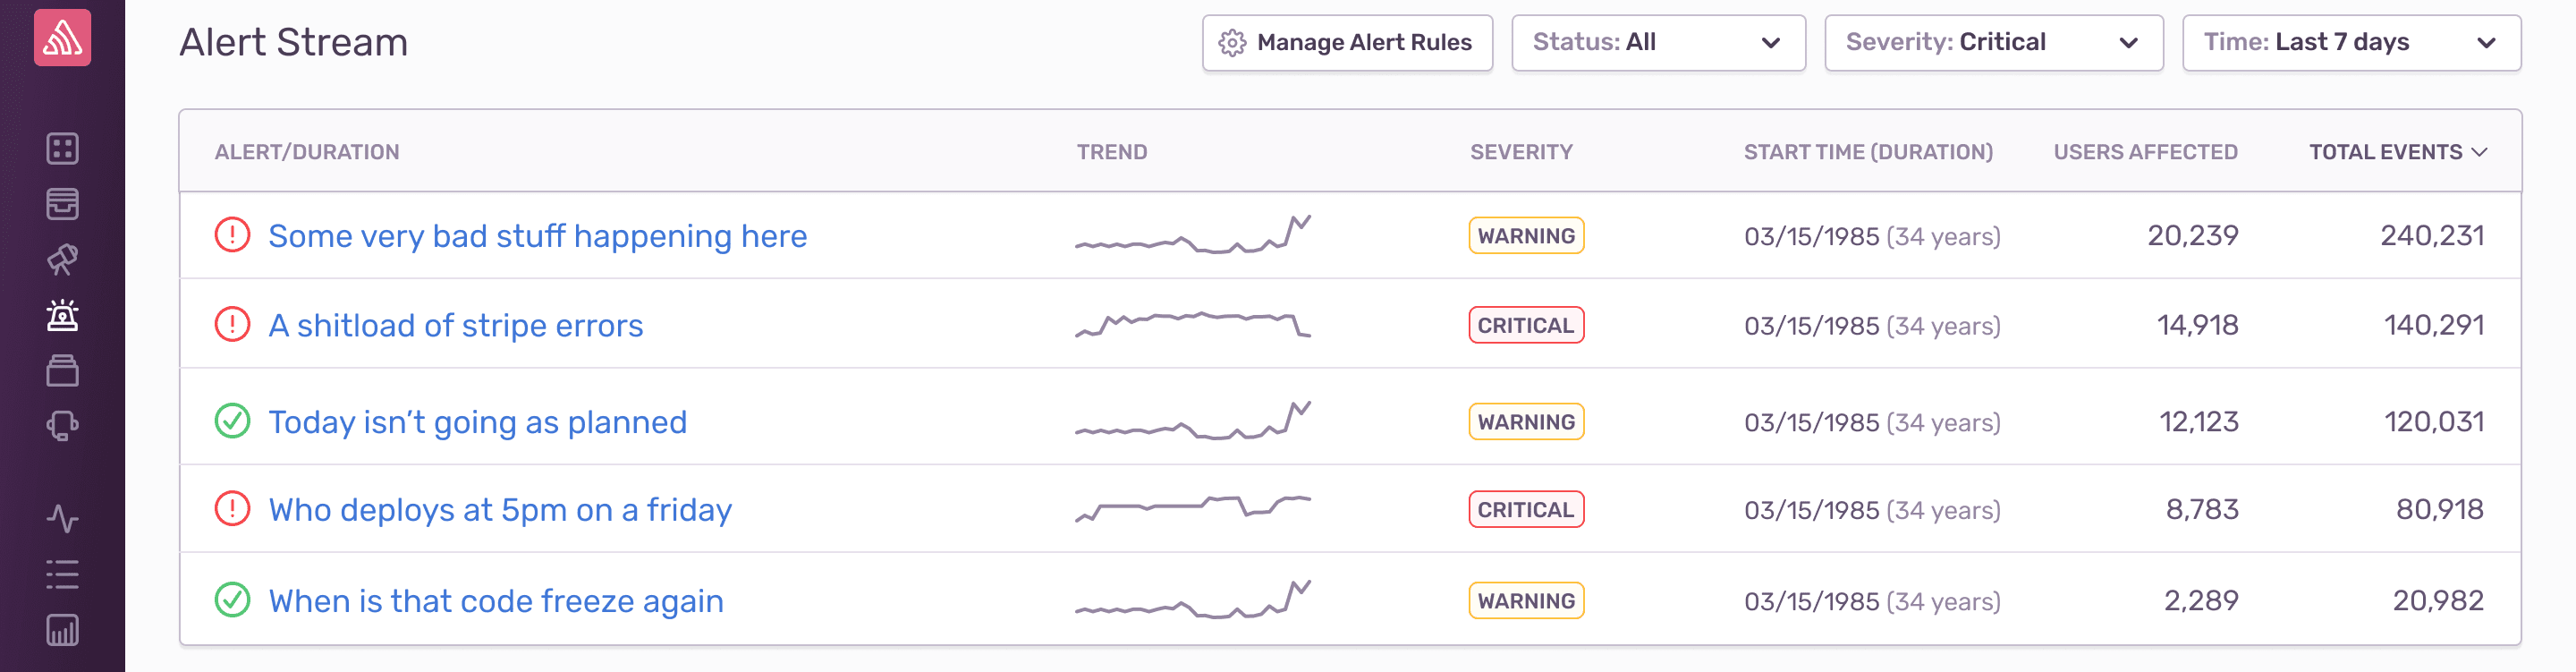 Alert Stream
Manage Alert Rules
Status: All
Severity: Critical
Time: Last 7 days
ALERT/DURATION TREND SEVERITY START TIME (DURATION) USERS AFFECTED TOTAL EVENTS
Some very bad stuff happening here WARNING 03/15/1985 (34 years) 20,239 240,231
A shitload of stripe errors CRITICAL 03/15/1985 (34 years) 14,918 140,291
Today isn’t going as planned WARNING 03/15/1985 (34 years) 12,123 120,031
Who deploys at 5pm on a friday CRITICAL 03/15/1985 (34 years) 8,783 80,918
When is that code freeze again WARNING 03/15/1985 (34 years) 2,289 20,982